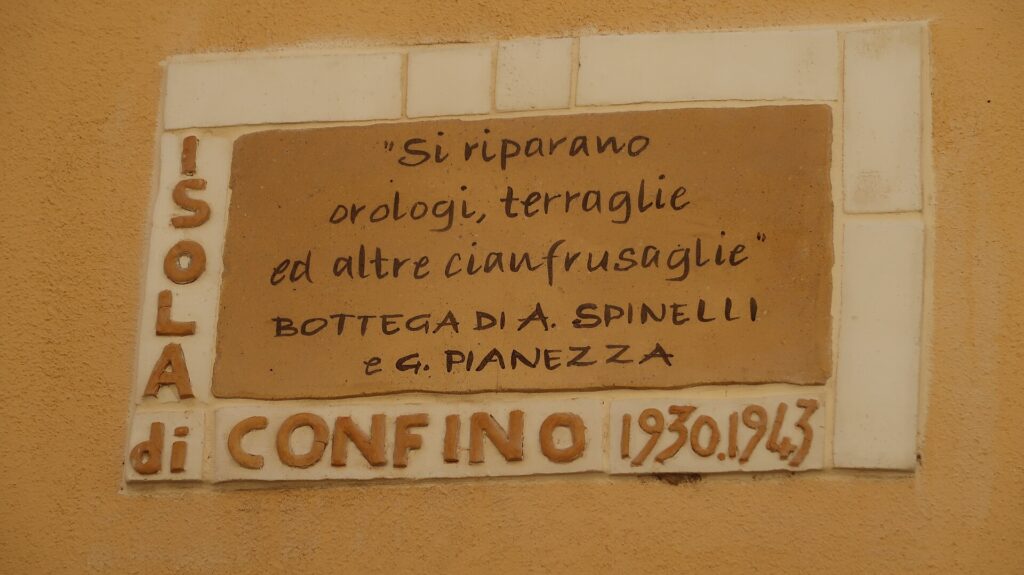 "Si riparano
orologi, terraglie
ed altre cianfrusaglie"
BOTTEGA DI A. SPINELLI
e G. PIANEZZA
ISOLA
di CONFINO 1930.1943